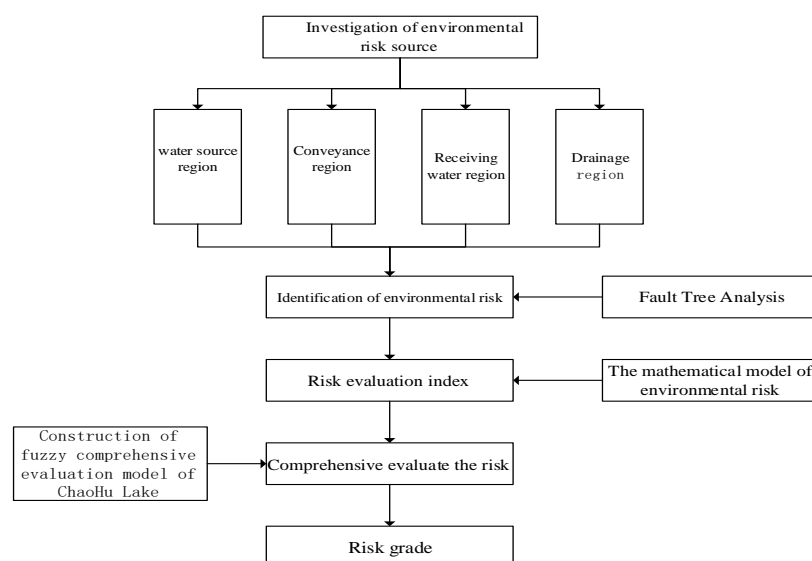 Investigation of environmental
risk source
water source
region
Conveyance
region
Receiving
water region
Drainage
region
Identification of environmental risk
Fault Tree Analysis
Risk evaluation index
The mathematical model of
environmental risk
Construction of
fuzzy comprehensive
evaluation model of
ChaoHu Lake
Comprehensive evaluate the risk
Risk grade